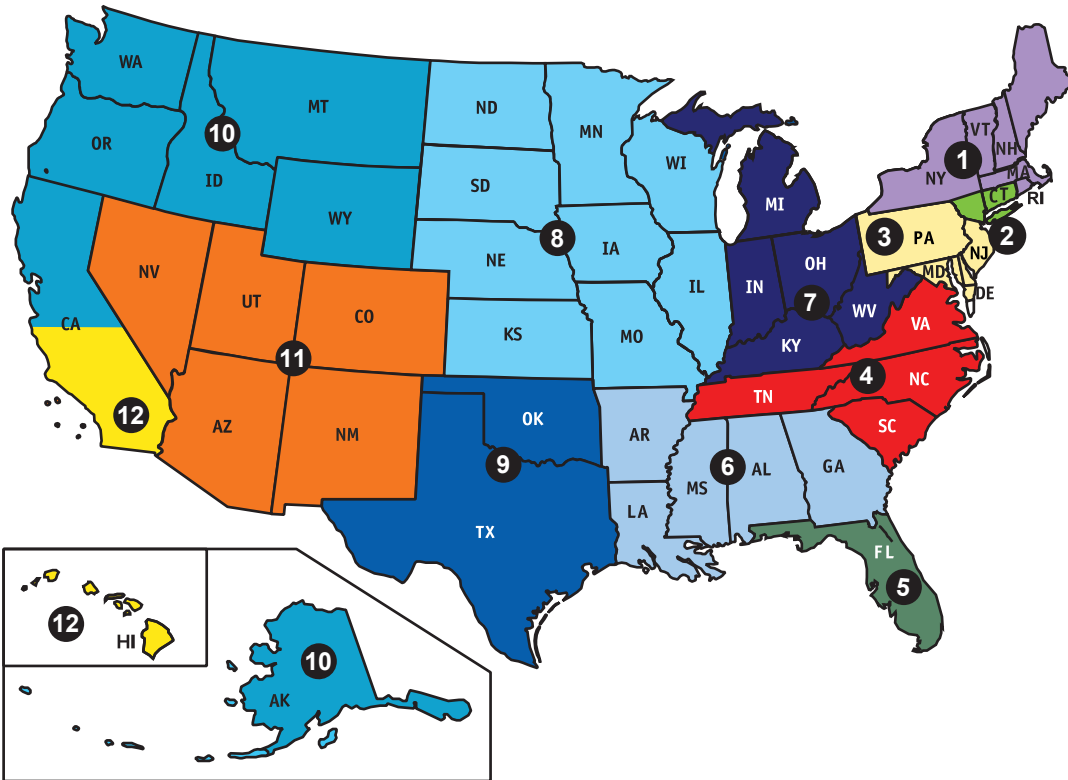 WA
MT
ND
MN
VT
NH
1
10
OR
WI
NY
MA
ID
SD
CT
RI
MI
WY
3
PA
2
8
IA
NJ
NE
OH
MD
NV
IL
IN
DE
UT
7
WV
CO
CA
KS
MO
VA
KY
11
4
NC
TN
12
OK
AZ
NM
AR
SC
9
6
AL
GA
MS
LA
TX
FL
5
12
HI
10
AK